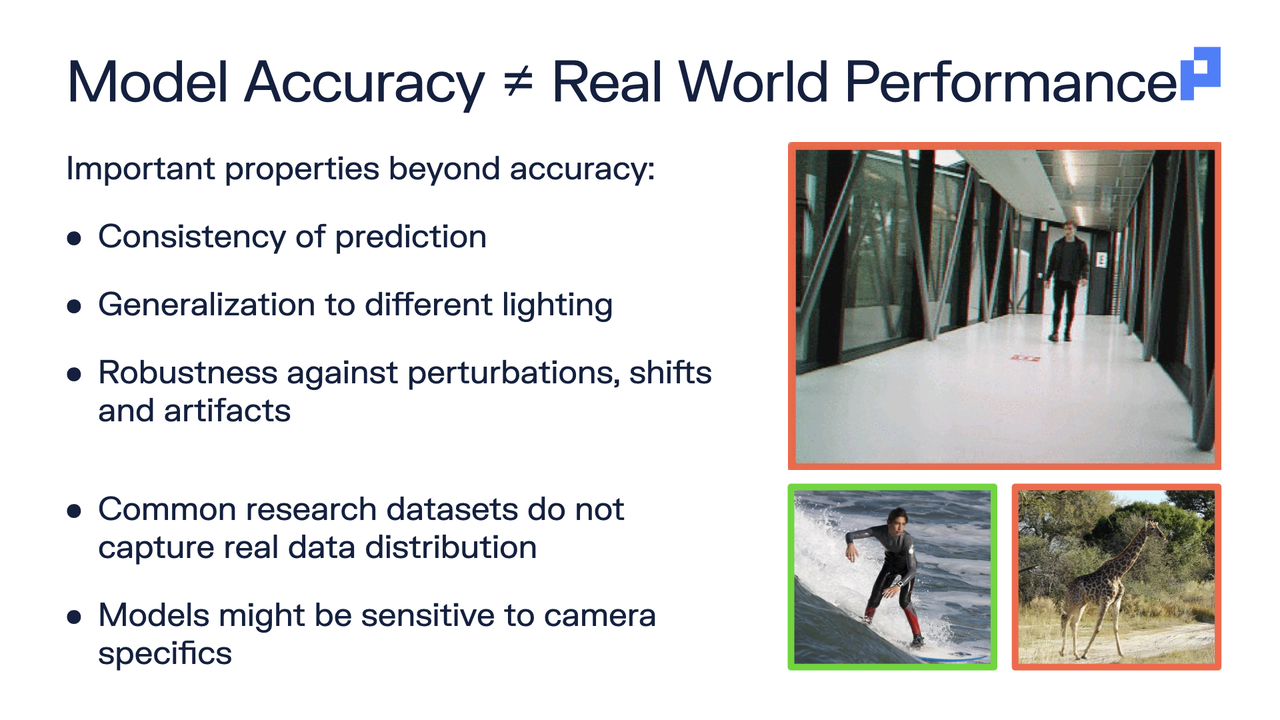 Model Accuracy ≠ Real World Performance
Important properties beyond accuracy:
● Consistency of prediction
● Generalization to different lighting
● Robustness against perturbations, shifts
and artifacts
● Common research datasets do not
capture real data distribution
● Models might be sensitive to camera
specifics